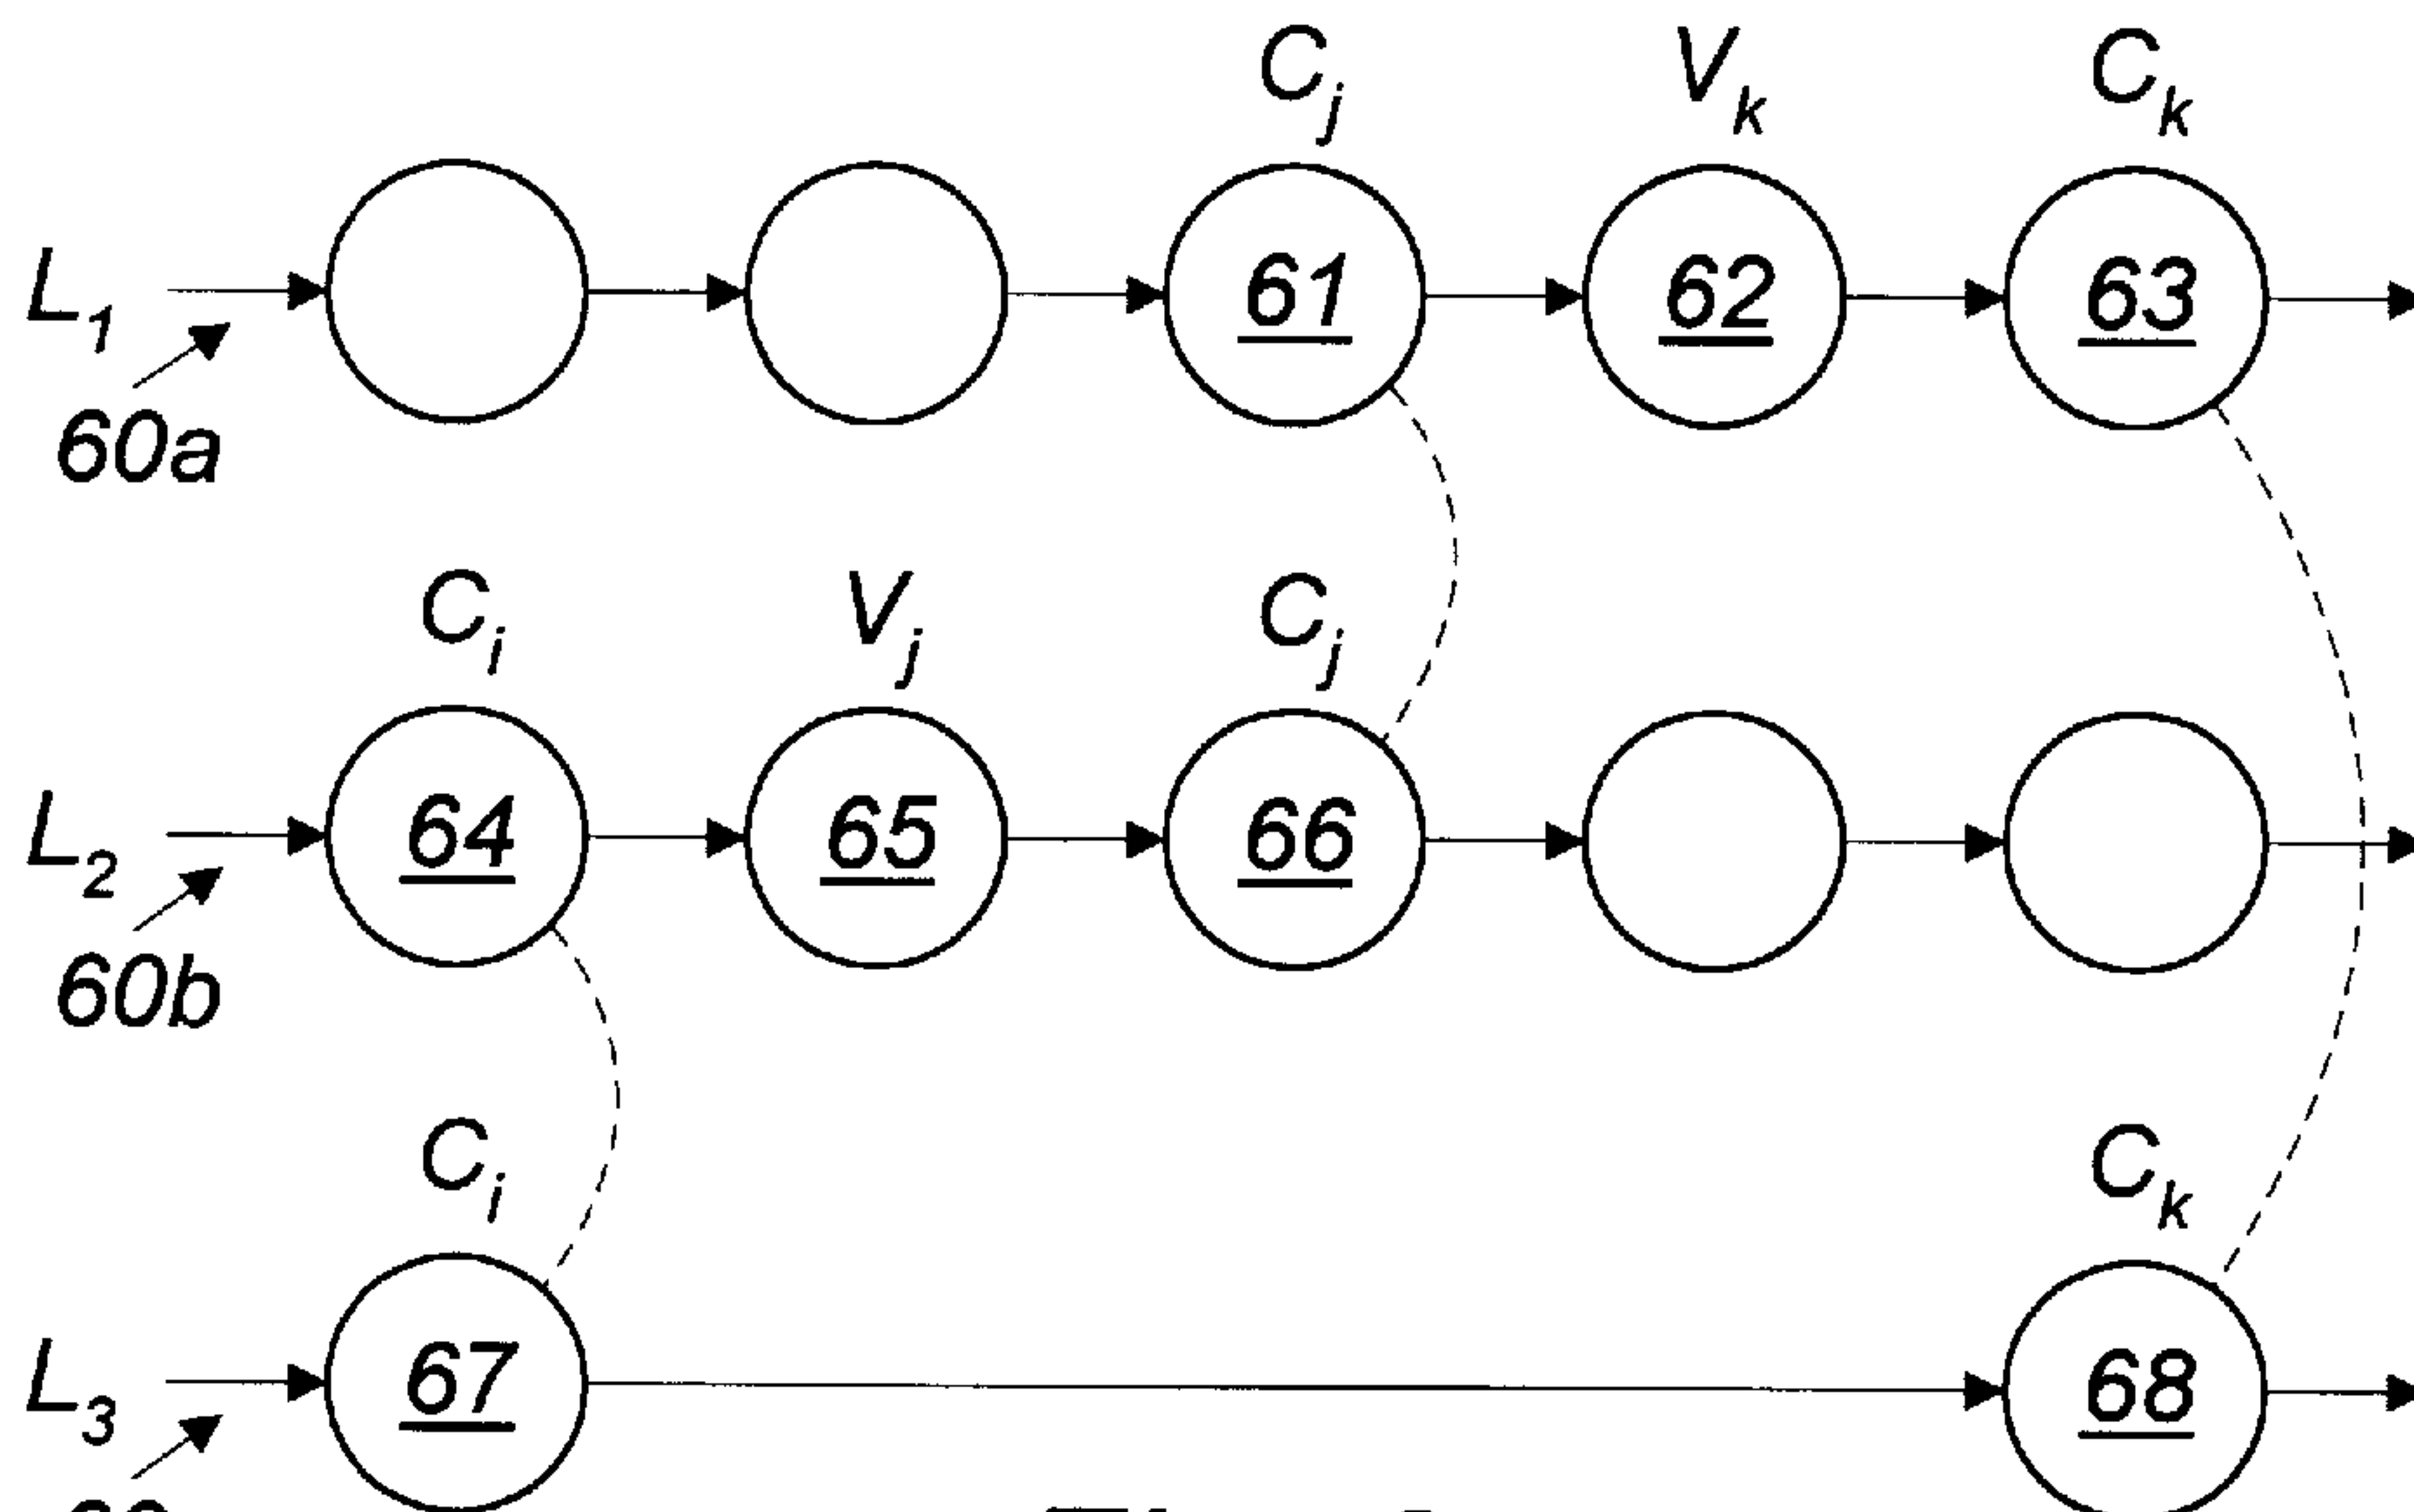 C_j V_k C_k
L_1 61 62 63
60a
C_i V_j C_j
L_2 64 65 66
60b
C_i C_k
L_3 67 68